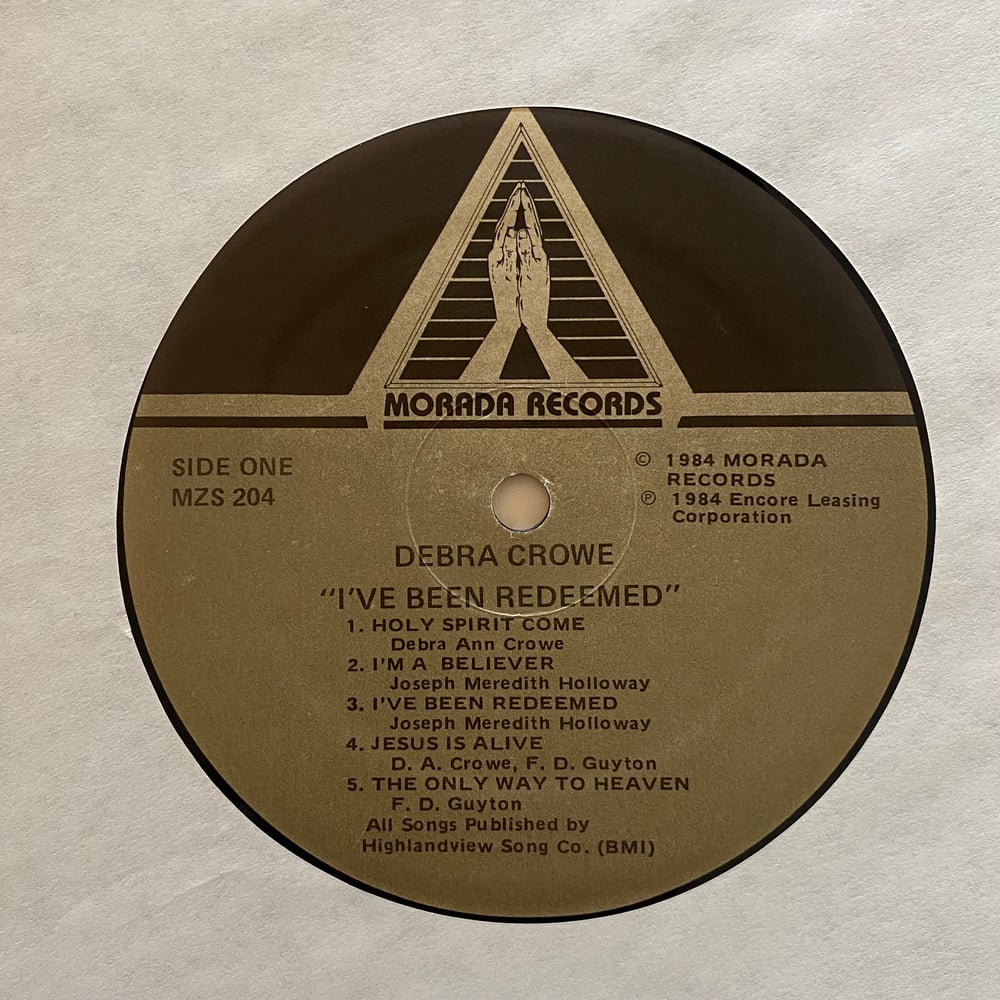 MORADA RECORDS
SIDE ONE
MZS 204
© 1984 MORADA
RECORDS
℗ 1984 Encore Leasing
Corporation
DEBRA CROWE
"I'VE BEEN REDEEMED"
1. HOLY SPIRIT COME
Debra Ann Crowe
2. I'M A BELIEVER
Joseph Meredith Holloway
3. I'VE BEEN REDEEMED
Joseph Meredith Holloway
4. JESUS IS ALIVE
D. A. Crowe, F. D. Guyton
5. THE ONLY WAY TO HEAVEN
F. D. Guyton
All Songs Published by
Highlandview Song Co. (BMI)